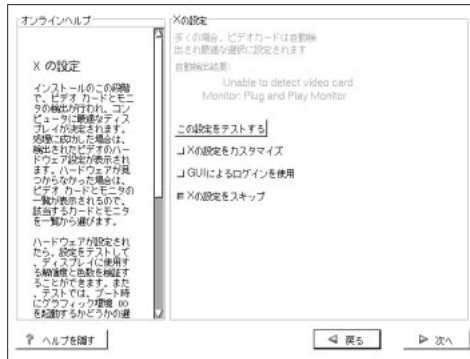 オンラインヘルプ
X の設定
インストールのこの段階
で、ビデオ カードとモニ
タの検出が行われ、コン
ピュータに最適なディス
プレイが決定されます。
処理に成功した場合は、
検出されたビデオのハー
ドウェア設定が表示され
ます。ハードウェアが見
つからなかった場合は、
ビデオ カードとモニタの
一覧が表示されるので、
該当するカードとモニタ
を一覧から選びます。
ハードウェアが設定され
たら、設定をテストして
、ディスプレイに使用す
る解像度と色数を検証す
ることができます。また
、テストでは、ブート時
にグラフィック環境 (X)
を起動するかどうかの選
ヘルプを隠す
Xの設定
多くの場合、ビデオカードは自動検
出され最適な選択に設定されます
自動検出結果:
Unable to detect video card
Monitor: Plug and Play Monitor
この設定をテストする
Xの設定をカスタマイズ
GUIによるログインを使用
Xの設定をスキップ
戻る
次へ